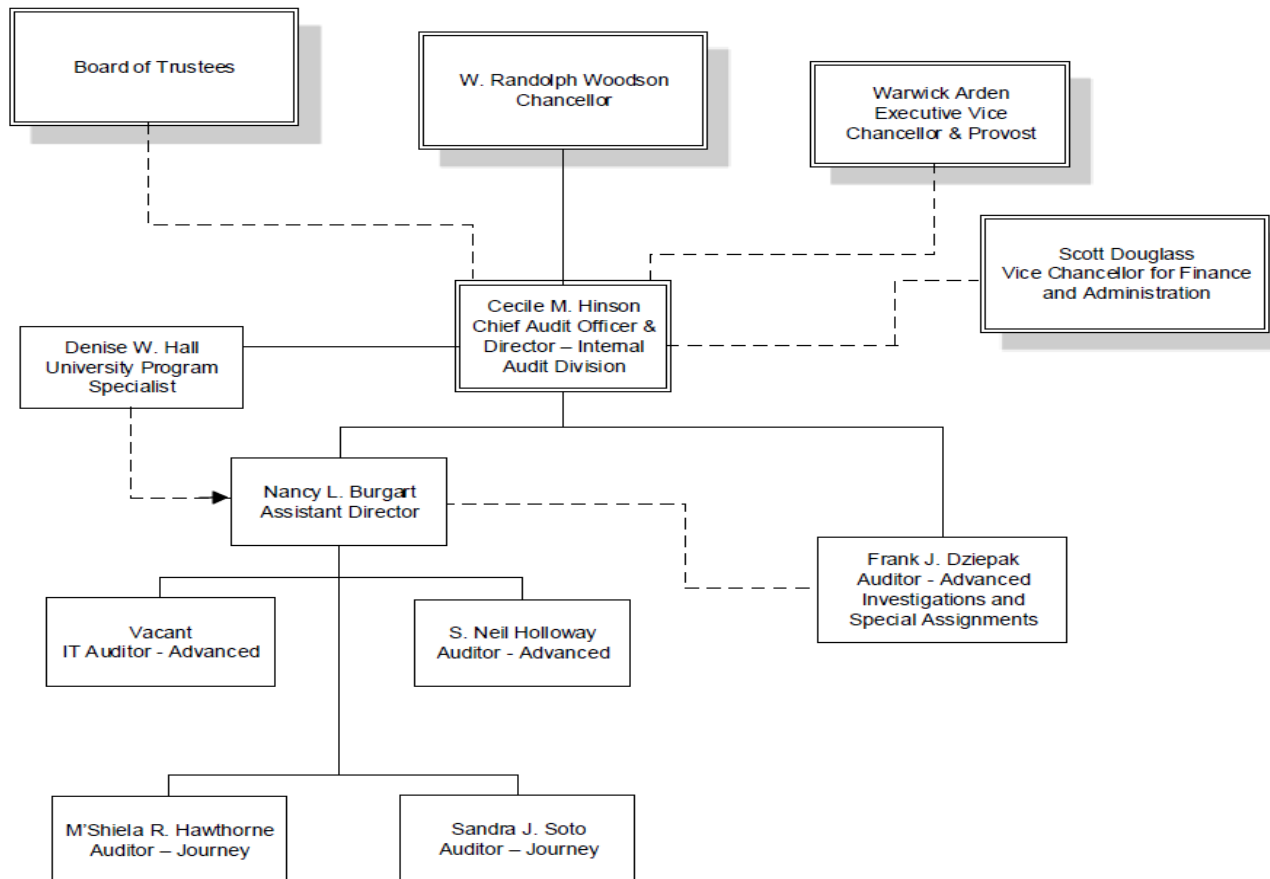 Board of Trustees
W. Randolph Woodson
Chancellor
Warwick Arden
Executive Vice
Chancellor & Provost
Scott Douglass
Vice Chancellor for Finance
and Administration
Cecile M. Hinson
Chief Audit Officer &
Director – Internal
Audit Division
Denise W. Hall
University Program
Specialist
Nancy L. Burgart
Assistant Director
Frank J. Dziepak
Auditor - Advanced
Investigations and
Special Assignments
Vacant
IT Auditor - Advanced
S. Neil Holloway
Auditor - Advanced
M'Shiela R. Hawthorne
Auditor – Journey
Sandra J. Soto
Auditor – Journey